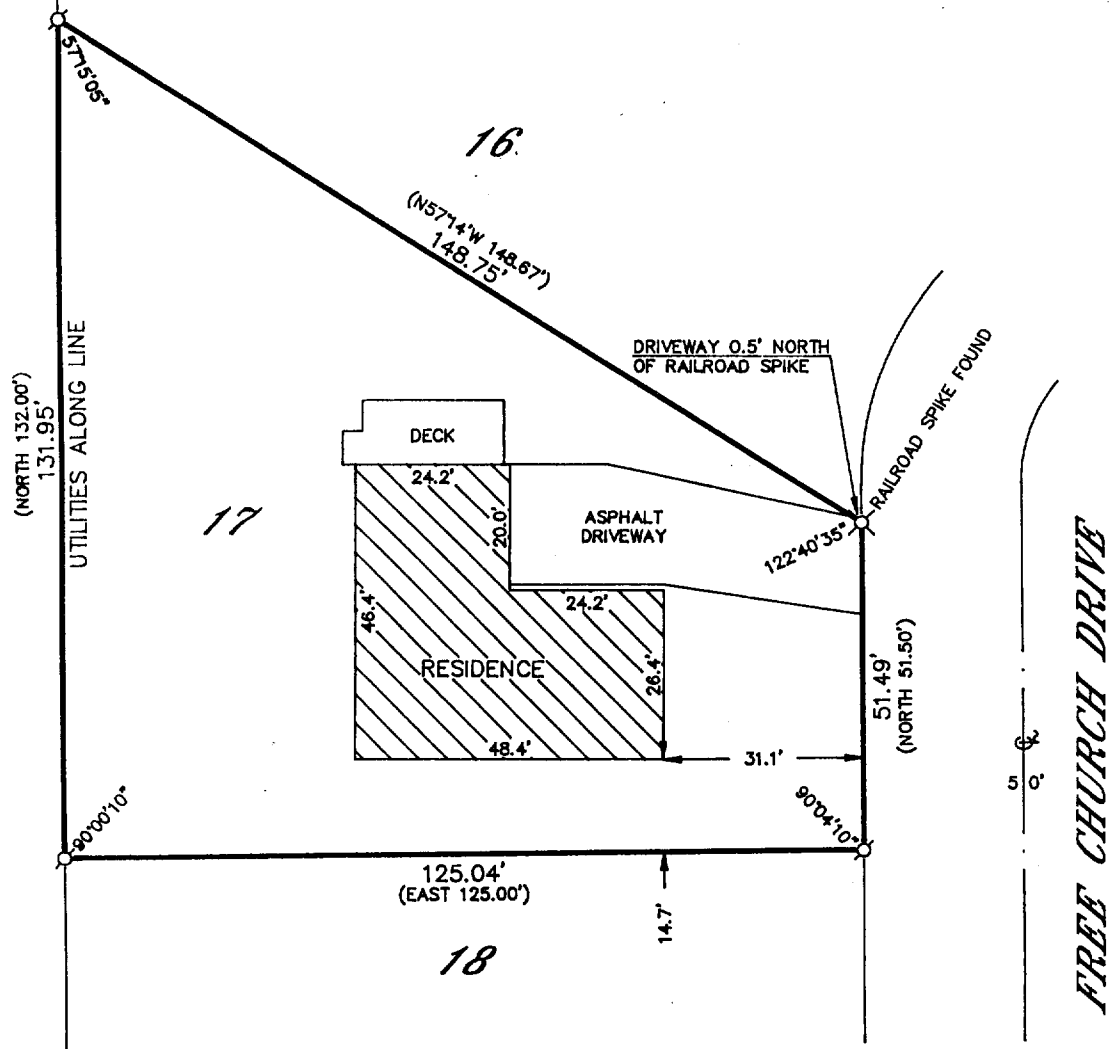 57°15'05"
16
(N57°14'W 148.67')
148.75'
DRIVEWAY 0.5' NORTH
OF RAILROAD SPIKE
RAILROAD SPIKE FOUND
(NORTH 132.00')
131.95'
UTILITIES ALONG LINE
DECK
24.2'
20.0'
ASPHALT
DRIVEWAY
122°40'35"
17
24.2'
46.4'
RESIDENCE
26.4'
48.4'
31.1'
51.49'
(NORTH 51.50')
90°00'10"
90°04'10"
125.04'
(EAST 125.00')
14.7'
18
FREE CHURCH DRIVE